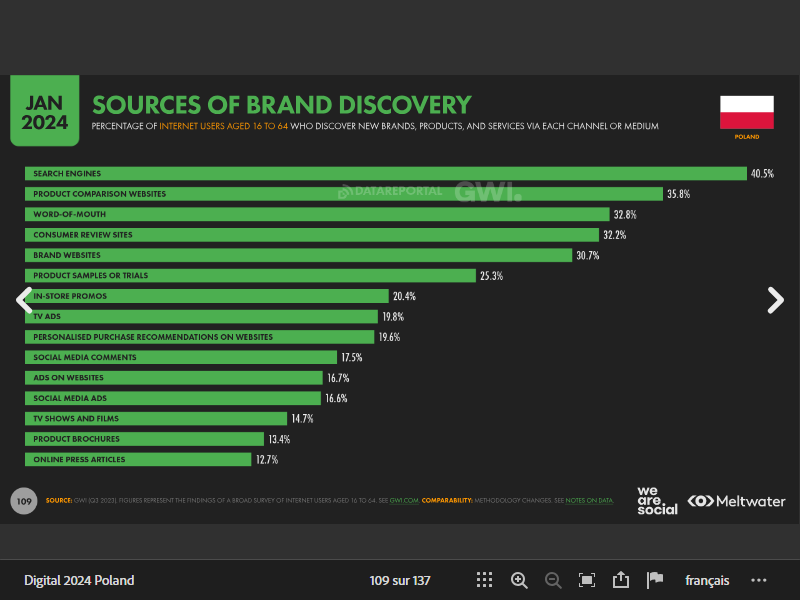 JAN
2024
SOURCES OF BRAND DISCOVERY
PERCENTAGE OF INTERNET USERS AGED 16 TO 64 WHO DISCOVER NEW BRANDS, PRODUCTS, AND SERVICES VIA EACH CHANNEL OR MEDIUM
POLAND
SEARCH ENGINES 40.5%
PRODUCT COMPARISON WEBSITES 35.8%
DATAREPORTAL GWI.
WORD-OF-MOUTH 32.8%
CONSUMER REVIEW SITES 32.2%
BRAND WEBSITES 30.7%
PRODUCT SAMPLES OR TRIALS 25.3%
IN-STORE PROMOS 20.4%
TV ADS 19.8%
PERSONALISED PURCHASE RECOMMENDATIONS ON WEBSITES 19.6%
SOCIAL MEDIA COMMENTS 17.5%
ADS ON WEBSITES 16.7%
SOCIAL MEDIA ADS 16.6%
TV SHOWS AND FILMS 14.7%
PRODUCT BROCHURES 13.4%
ONLINE PRESS ARTICLES 12.7%
109
SOURCE: GWI (Q3 2023). FIGURES REPRESENT THE FINDINGS OF A BROAD SURVEY OF INTERNET USERS AGED 16 TO 64. SEE GWI.COM. COMPARABILITY: METHODOLOGY CHANGES. SEE NOTES ON DATA.
we
are.
social
Meltwater
Digital 2024 Poland
109 sur 137
français